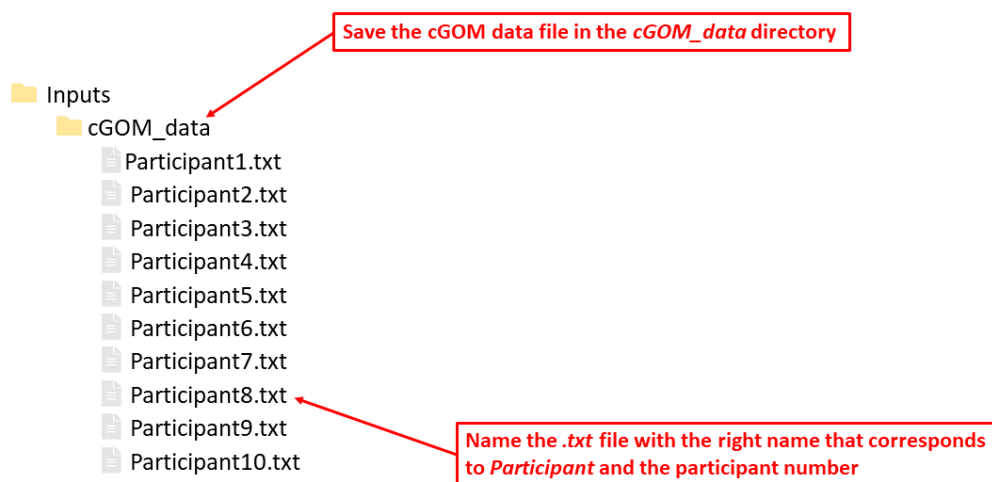 Save the cGOM data file in the cGOM_data directory
Inputs
cGOM_data
Participant1.txt
Participant2.txt
Participant3.txt
Participant4.txt
Participant5.txt
Participant6.txt
Participant7.txt
Participant8.txt
Participant9.txt
Participant10.txt
Name the .txt file with the right name that corresponds
to Participant and the participant number